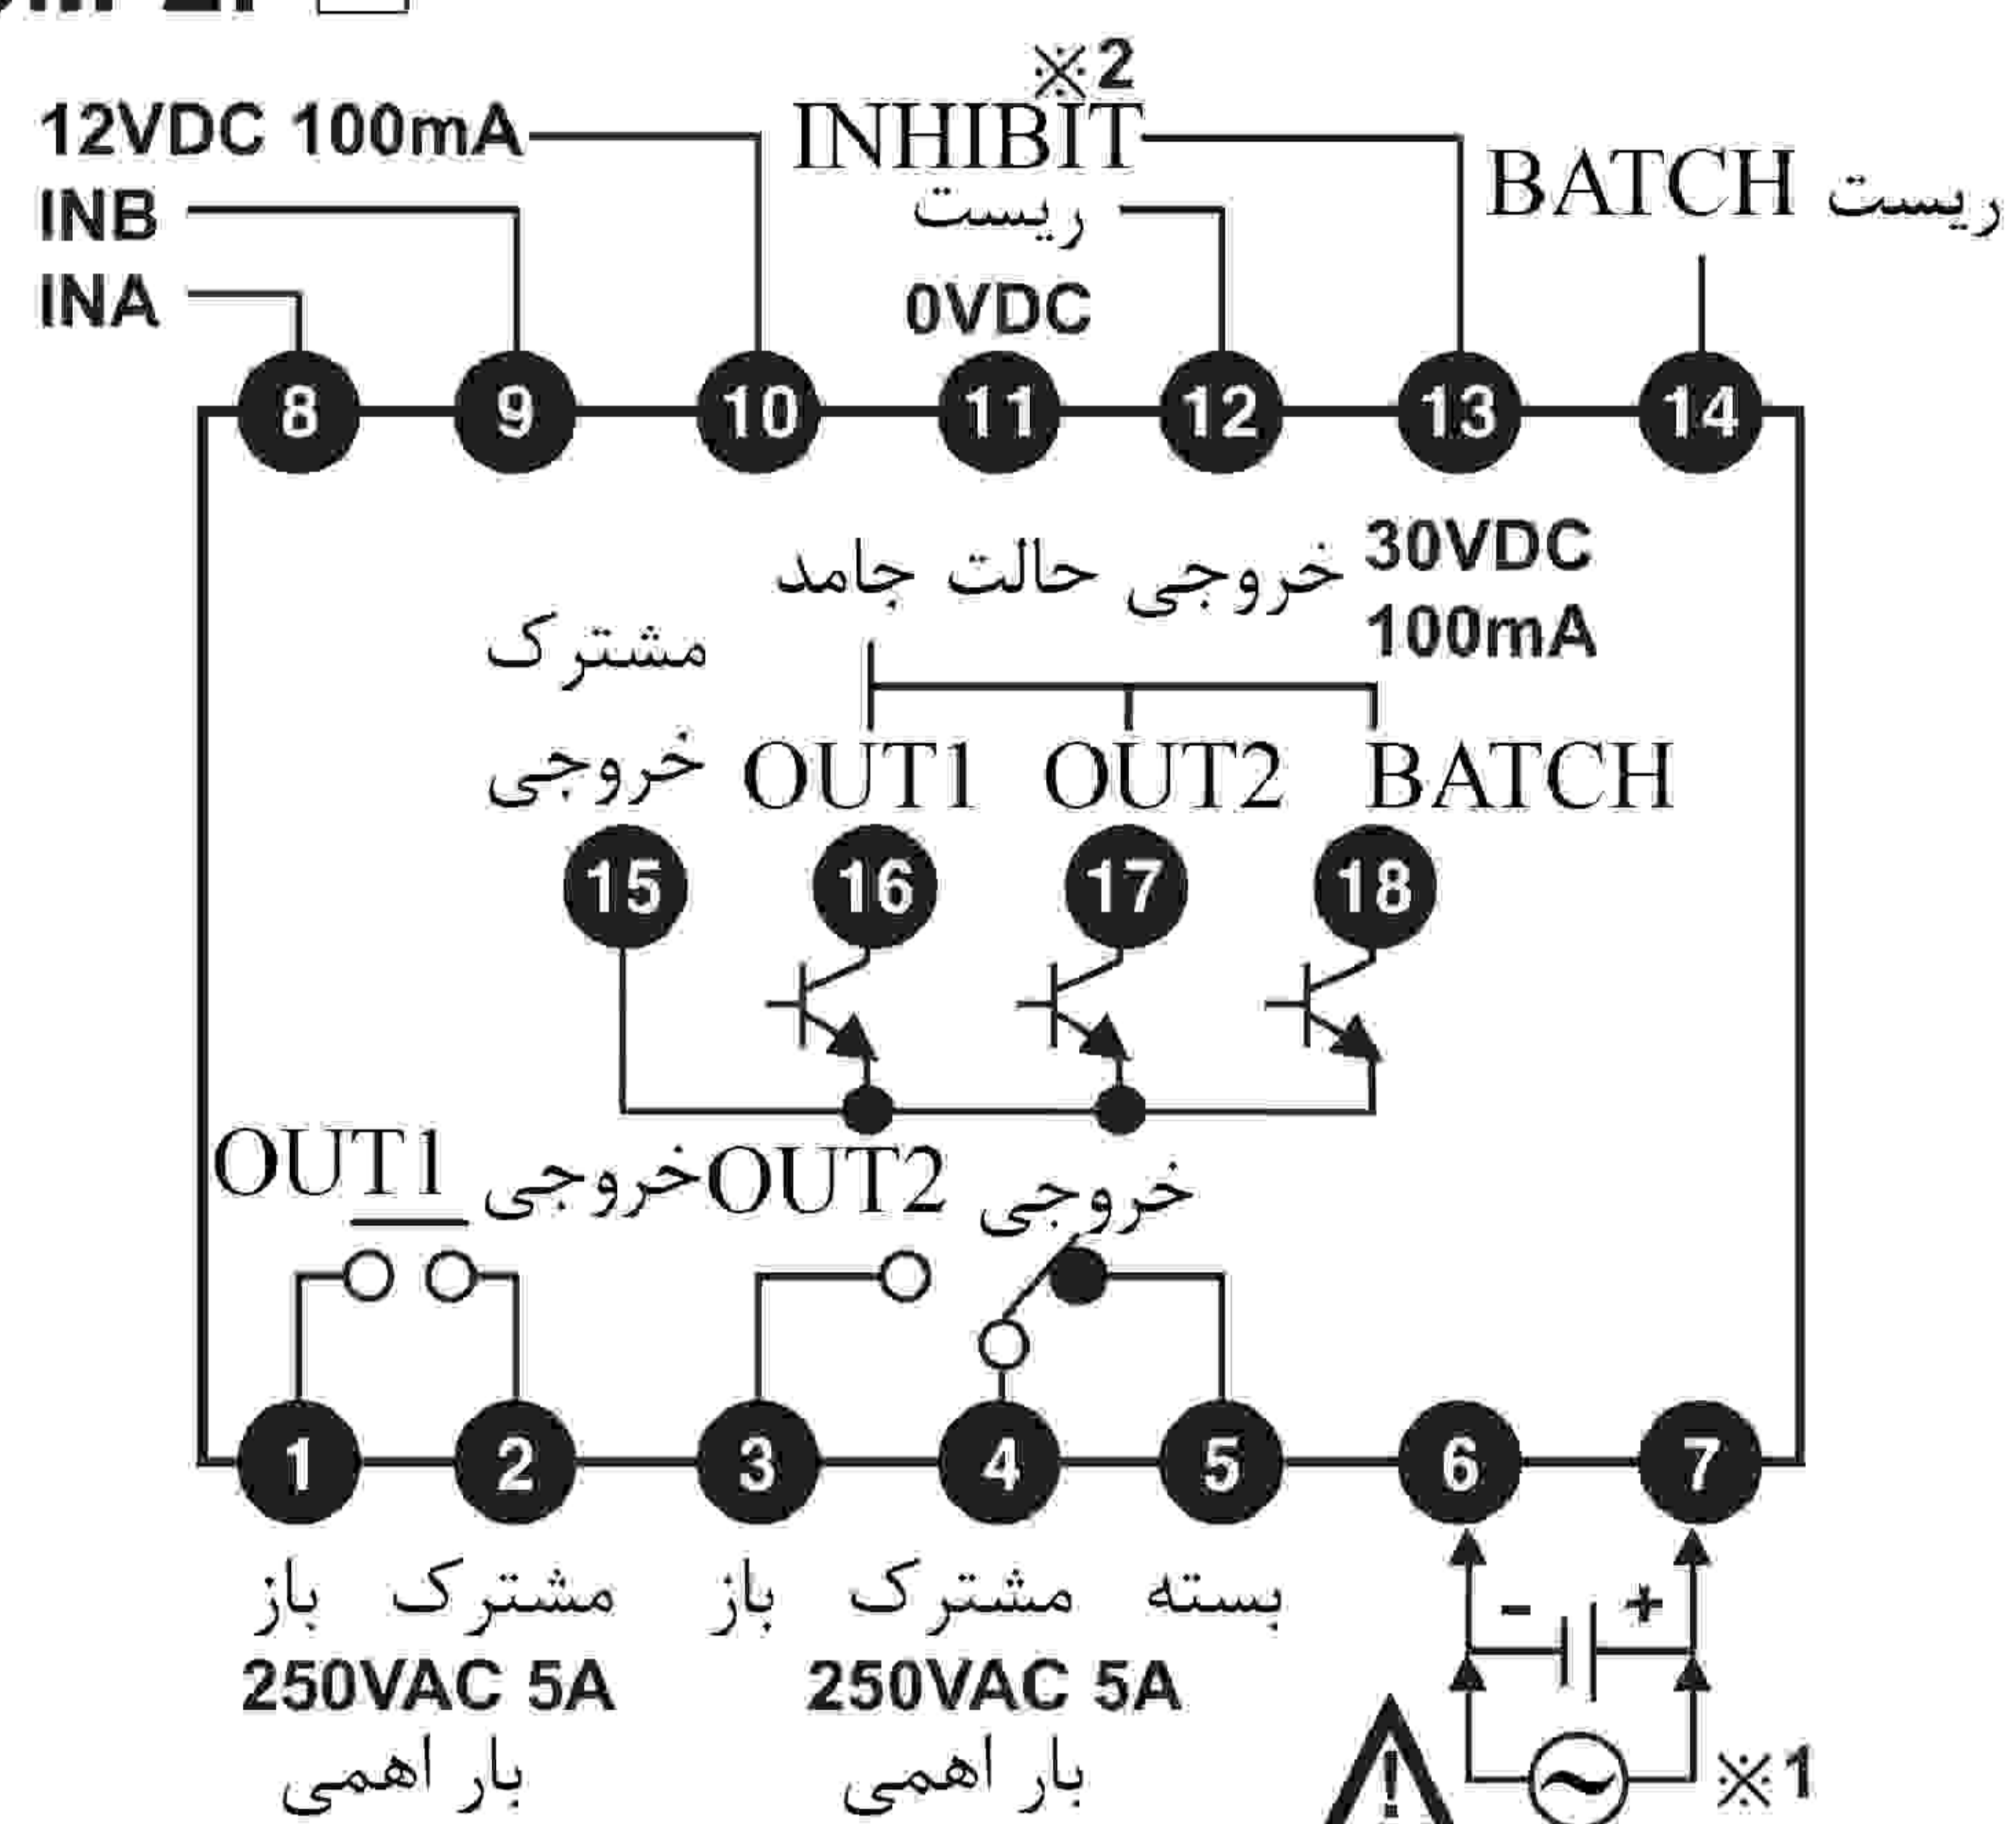 ※2
12VDC 100mA
INHIBIT
BATCH ریست
INB
ریست
INA
0VDC
8 9 10 11 12 13 14
خروجی حالت جامد
30VDC
100mA
مشترک
خروجی
OUT1 OUT2 BATCH
15 16 17 18
OUT1 خروجی
OUT2 خروجی
1 2 3 4 5 6 7
باز مشترک باز مشترک بسته
- +
250VAC 5A 250VAC 5A
بار اهمی بار اهمی
! ※1